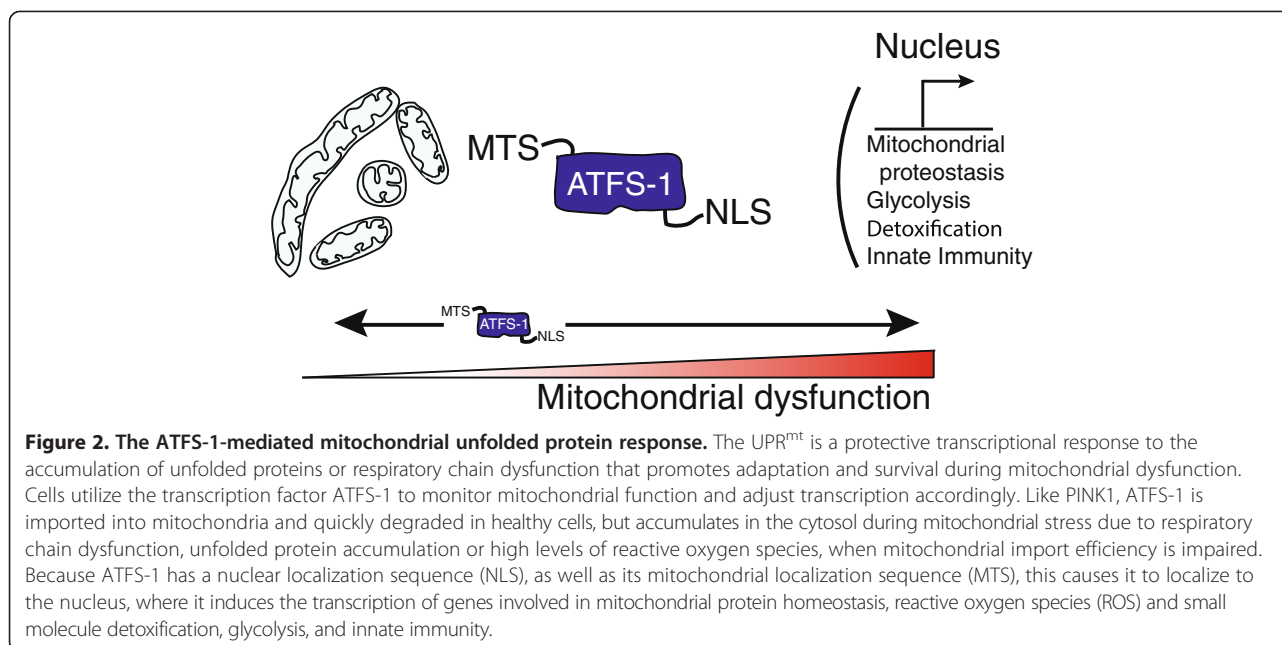 Nucleus
MTS
ATFS-1
NLS
Mitochondrial
proteostasis
Glycolysis
Detoxification
Innate Immunity
MTS
ATFS-1
NLS
Mitochondrial dysfunction
Figure 2. The ATFS-1-mediated mitochondrial unfolded protein response. The UPRmt is a protective transcriptional response to the
accumulation of unfolded proteins or respiratory chain dysfunction that promotes adaptation and survival during mitochondrial dysfunction.
Cells utilize the transcription factor ATFS-1 to monitor mitochondrial function and adjust transcription accordingly. Like PINK1, ATFS-1 is
imported into mitochondria and quickly degraded in healthy cells, but accumulates in the cytosol during mitochondrial stress due to respiratory
chain dysfunction, unfolded protein accumulation or high levels of reactive oxygen species, when mitochondrial import efficiency is impaired.
Because ATFS-1 has a nuclear localization sequence (NLS), as well as its mitochondrial localization sequence (MTS), this causes it to localize to
the nucleus, where it induces the transcription of genes involved in mitochondrial protein homeostasis, reactive oxygen species (ROS) and small
molecule detoxification, glycolysis, and innate immunity.